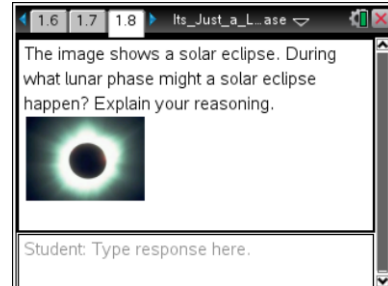 1.6 1.7 1.8 Its_Just_a_L...ase
The image shows a solar eclipse. During
what lunar phase might a solar eclipse
happen? Explain your reasoning.
Student: Type response here.